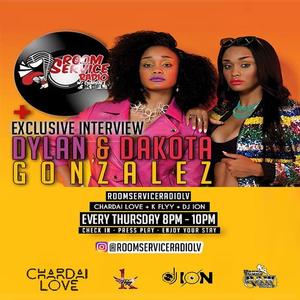 ROOM
SERVICE
RADIO
+
EXCLUSIVE INTERVIEW
DYLAN & DAKOTA
GONZALEZ
ROOMSERVICERADIOLV
CHARDAI LOVE + K FLYY + DJ ION
EVERY THURSDAY 8PM - 10PM
CHECK IN - PRESS PLAY - ENJOY YOUR STAY
@ROOMSERVICERADIOLV
CHARDAI
LOVE
DJ ION